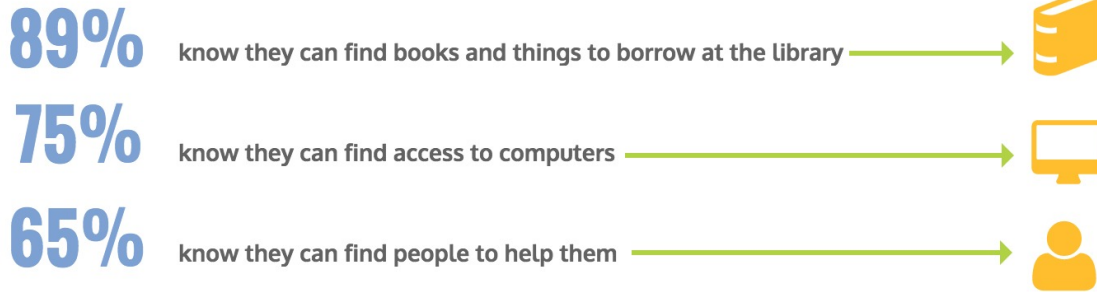 89% know they can find books and things to borrow at the library
75% know they can find access to computers
65% know they can find people to help them